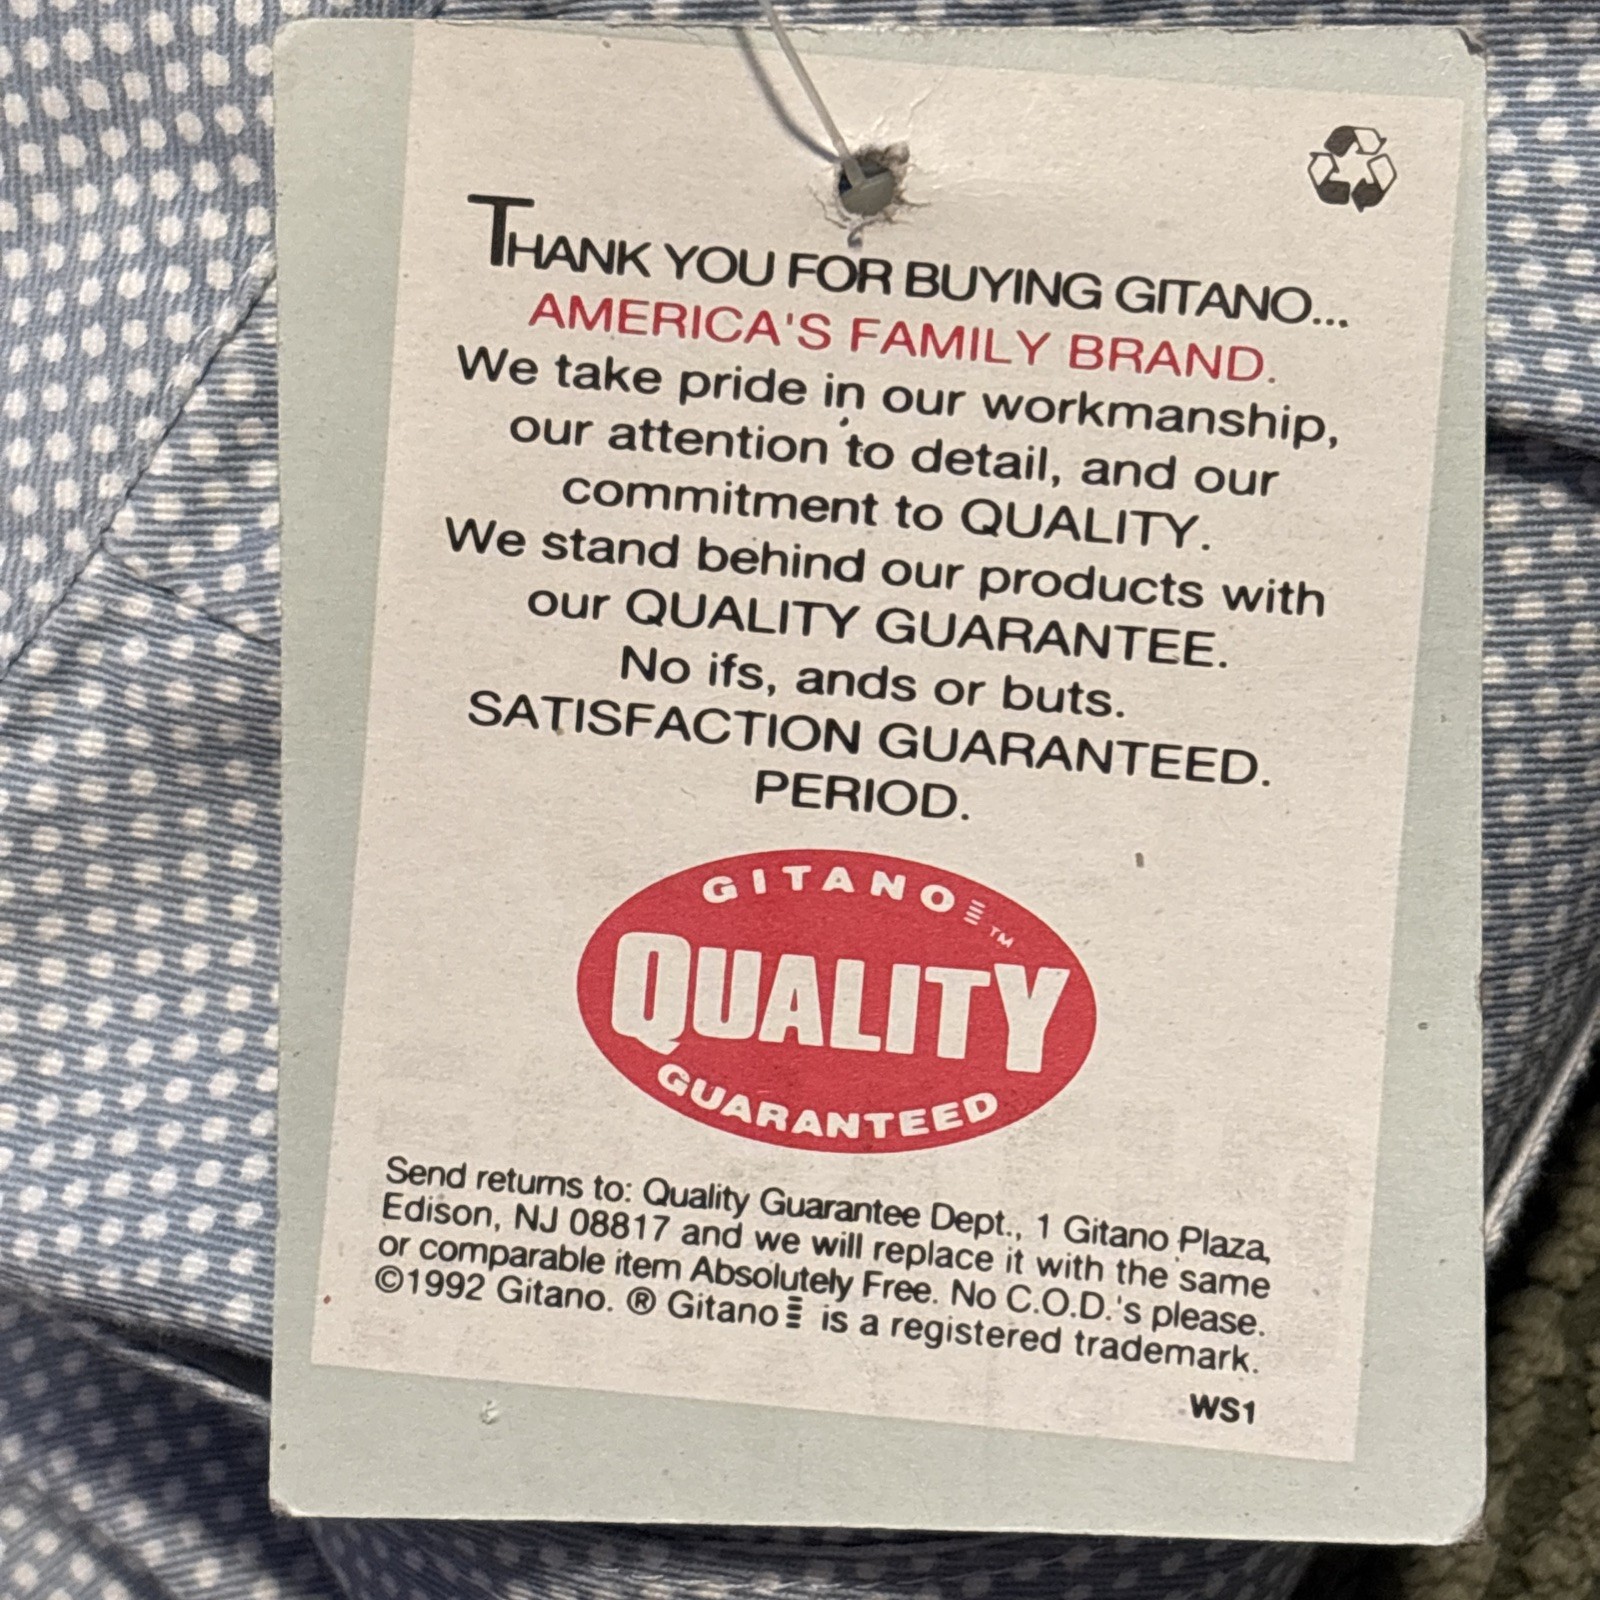 THANK YOU FOR BUYING GITANO...
AMERICA'S FAMILY BRAND.
We take pride in our workmanship,
our attention to detail, and our
commitment to QUALITY.
We stand behind our products with
our QUALITY GUARANTEE.
No ifs, ands or buts.
SATISFACTION GUARANTEED.
PERIOD.
GITANO ™
QUALITY
GUARANTEED
Send returns to: Quality Guarantee Dept., 1 Gitano Plaza,
Edison, NJ 08817 and we will replace it with the same
or comparable item Absolutely Free. No C.O.D.'s please.
©1992 Gitano. ® Gitano is a registered trademark.
WS1